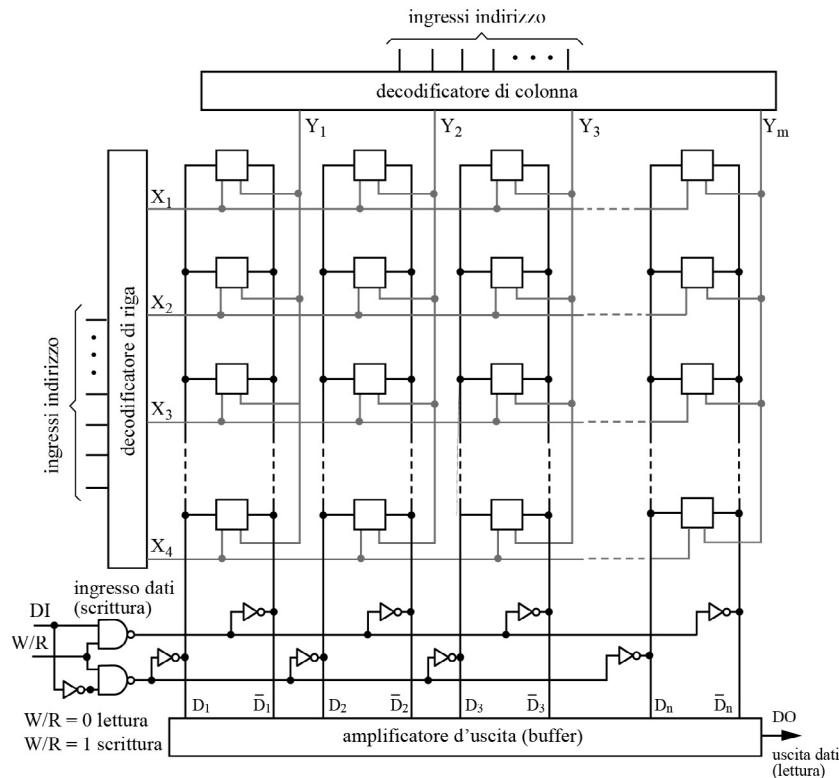 ingressi indirizzo
decodificatore di colonna
Y1 Y2 Y3 Ym
X1
X2
X3
X4
decodificatore di riga
ingressi indirizzo
ingresso dati
(scrittura)
DI
W/R
W/R = 0 lettura
W/R = 1 scrittura
D1 D̅1 D2 D̅2 D3 D̅3 Dn D̅n
amplificatore d'uscita (buffer)
DO
uscita dati
(lettura)